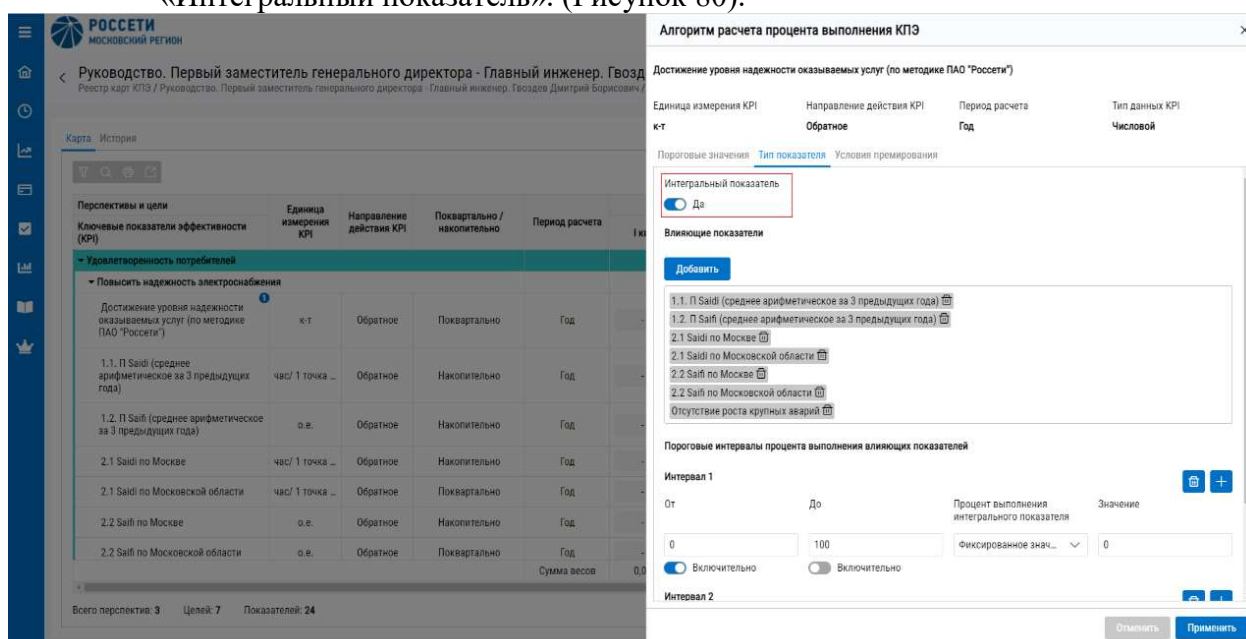 «Интегральный показатель». (Рисунок 80).
РОССЕТИ
МОСКОВСКИЙ РЕГИОН
Руководство. Первый заместитель генерального директора - Главный инженер. Гвозд
Реестр карт КПЭ / Руководство. Первый заместитель генерального директора - Главный инженер. Гвоздев Дмитрий Борисович /
Карта История
Перспективы и цели
Ключевые показатели эффективности (KPI)
Единица измерения KPI
Направление действия KPI
Поквартально / накопительно
Период расчета
I к
Удовлетворенность потребителей
Повысить надежность электроснабжения
Достижение уровня надежности оказываемых услуг (по методике ПАО "Россети") 1 к-т Обратное Поквартально Год -
1.1. П Saidi (среднее арифметическое за 3 предыдущих года) час/ 1 точка ... Обратное Накопительно Год -
1.2. П Saifi (среднее арифметическое за 3 предыдущих года) о.е. Обратное Накопительно Год -
2.1 Saidi по Москве час/ 1 точка ... Обратное Накопительно Год -
2.1 Saidi по Московской области час/ 1 точка ... Обратное Поквартально Год -
2.2 Saifi по Москве о.е. Обратное Накопительно Год -
2.2 Saifi по Московской области о.е. Обратное Поквартально Год -
Сумма весов 0,0
Всего перспектив: 3 Целей: 7 Показателей: 24
Алгоритм расчета процента выполнения КПЭ
Достижение уровня надежности оказываемых услуг (по методике ПАО "Россети")
Единица измерения KPI Направление действия KPI Период расчета Тип данных KPI
к-т Обратное Год Числовой
Пороговые значения Тип показателя Условия премирования
Интегральный показатель
Да
Влияющие показатели
Добавить
1.1. П Saidi (среднее арифметическое за 3 предыдущих года)
1.2. П Saifi (среднее арифметическое за 3 предыдущих года)
2.1 Saidi по Москве
2.1 Saidi по Московской области
2.2 Saifi по Москве
2.2 Saifi по Московской области
Отсутствие роста крупных аварий
Пороговые интервалы процента выполнения влияющих показателей
Интервал 1
От До Процент выполнения интегрального показателя Значение
0 100 Фиксированное знач... 0
Включительно Включительно
Интервал 2
Отменить Применить